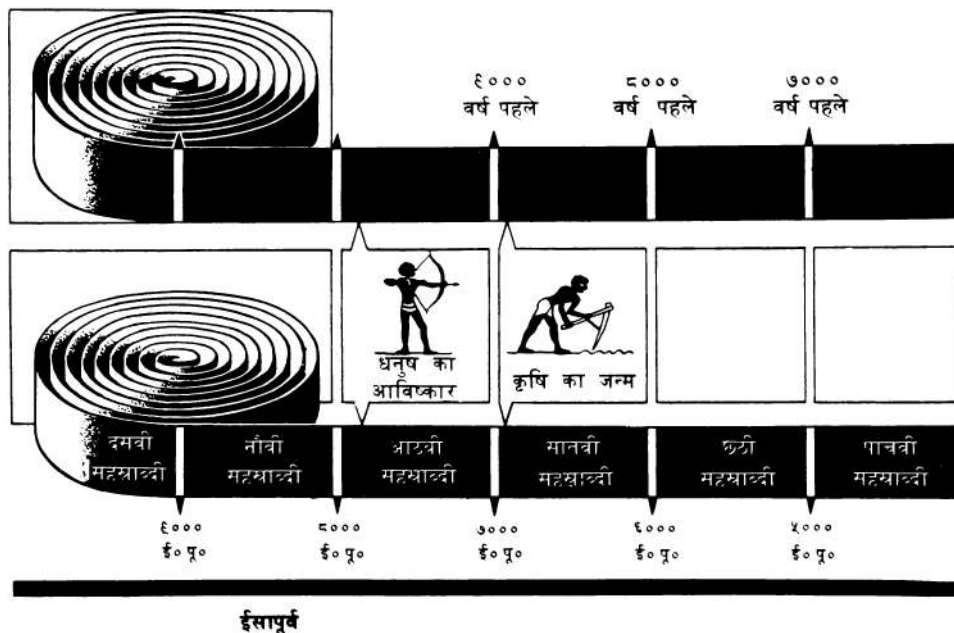 ९०००
वर्ष पहले
८०००
वर्ष पहले
७०००
वर्ष पहले
धनुष का
आविष्कार
कृषि का जन्म
दसवी
सहस्राब्दी
नौवी
सहस्राब्दी
आठवी
सहस्राब्दी
सातवी
सहस्राब्दी
छठी
सहस्राब्दी
पाचवी
सहस्राब्दी
९०००
ई० पू०
८०००
ई० पू०
७०००
ई० पू०
६०००
ई० पू०
५०००
ई० पू०
ईसापूर्व